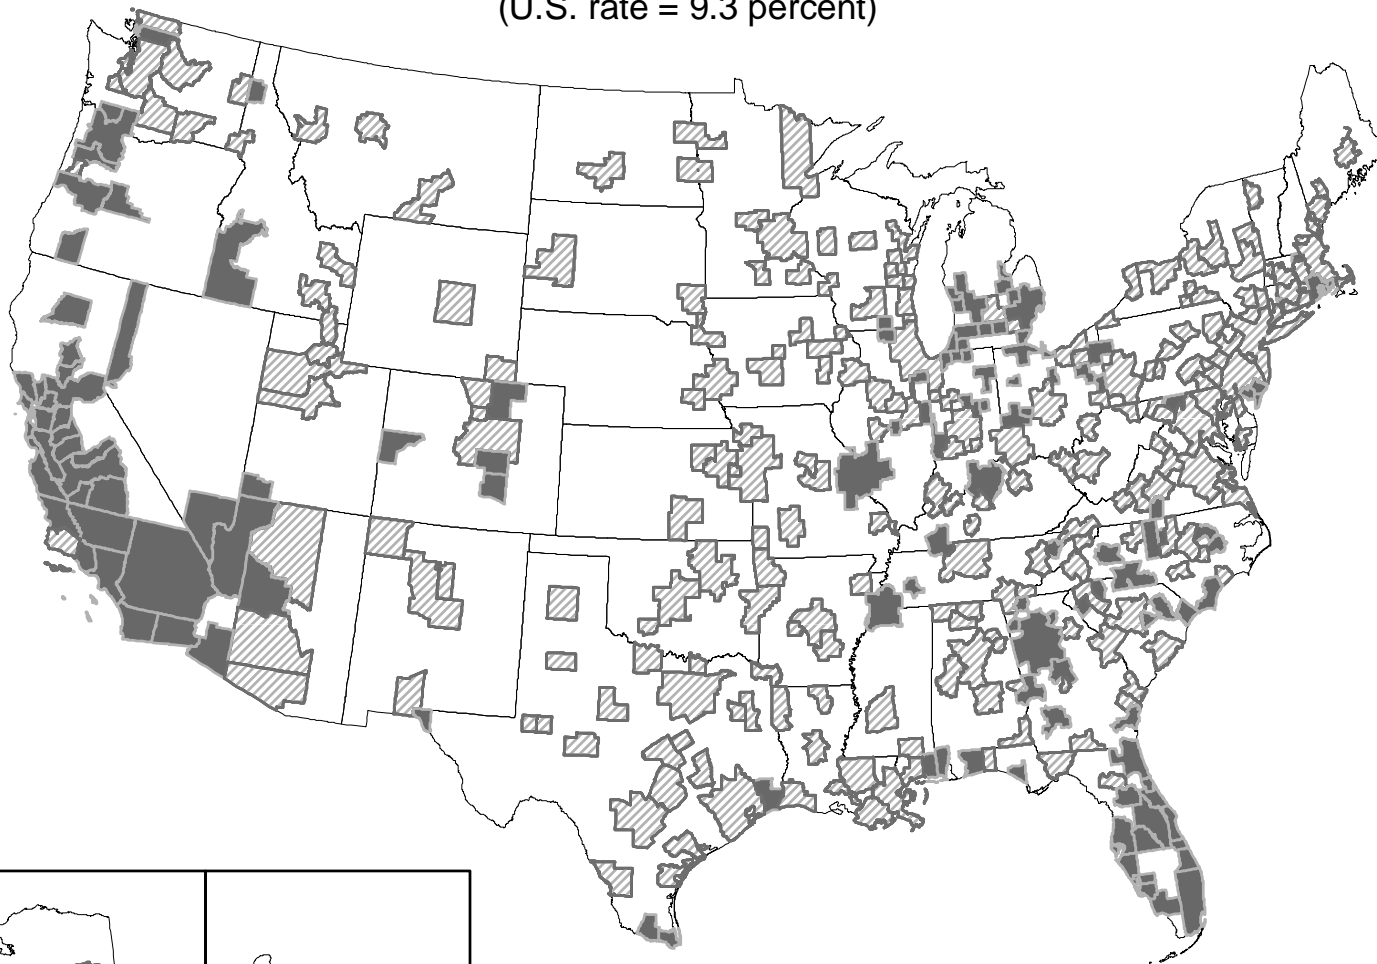 (U.S. rate = 9.3 percent)